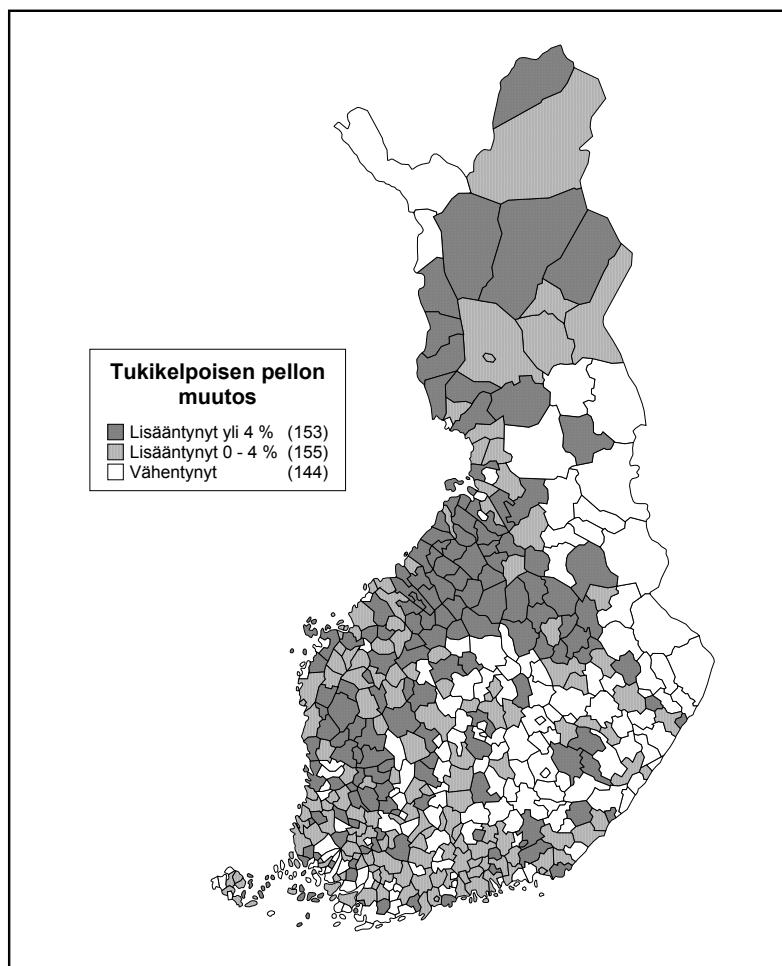 Tukikelpoisen pellon
muutos
Lisääntynyt yli 4 % (153)
Lisääntynyt 0 - 4 % (155)
Vähentynyt (144)